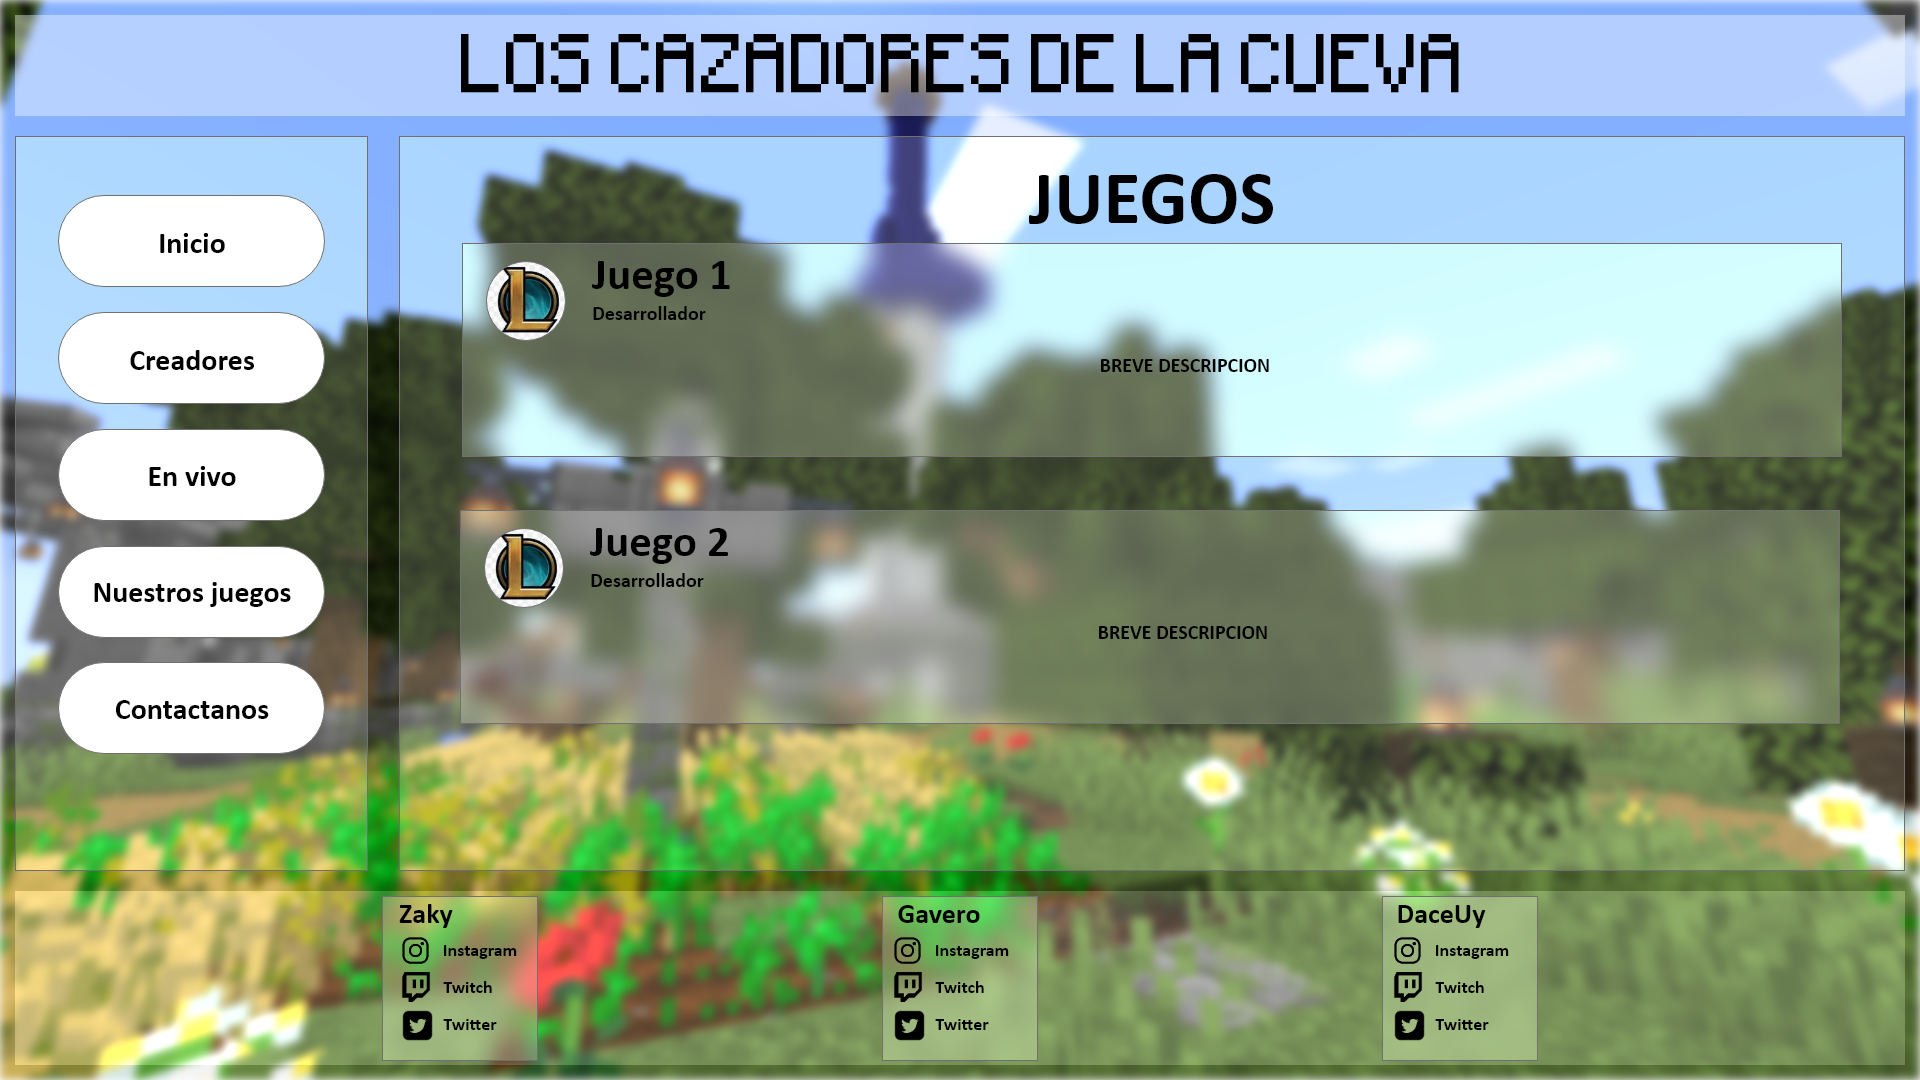 LOS CAZADORES DE LA CUEVA
Inicio
Creadores
En vivo
Nuestros juegos
Contactanos
JUEGOS
Juego 1
Desarrollador
BREVE DESCRIPCION
Juego 2
Desarrollador
BREVE DESCRIPCION
Zaky
Instagram
Twitch
Twitter
Gavero
Instagram
Twitch
Twitter
DaceUy
Instagram
Twitch
Twitter